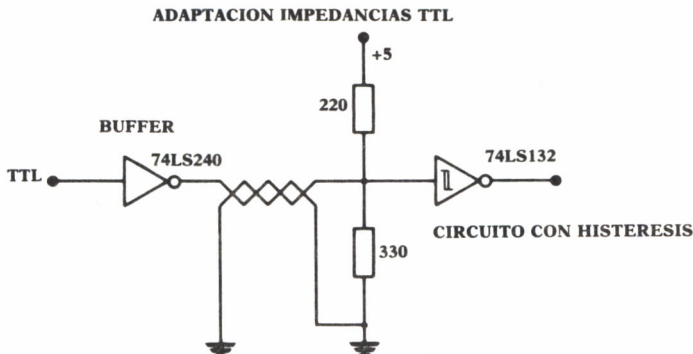 ADAPTACION IMPEDANCIAS TTL
+5
220
BUFFER
74LS240
74LS132
TTL
CIRCUITO CON HISTERESIS
330